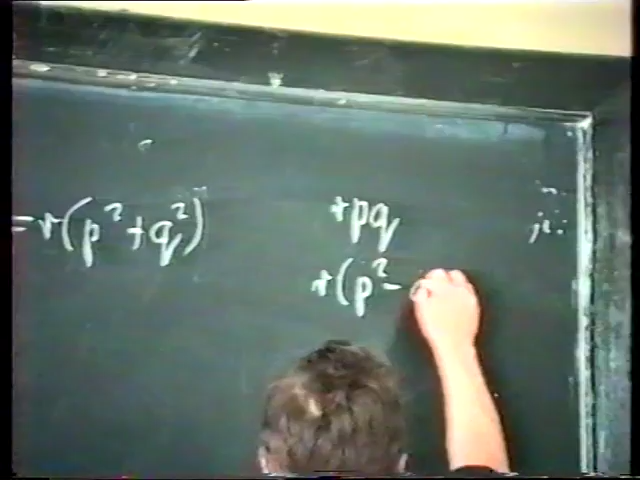 =r(p²+q²)
+pq
r(p²-